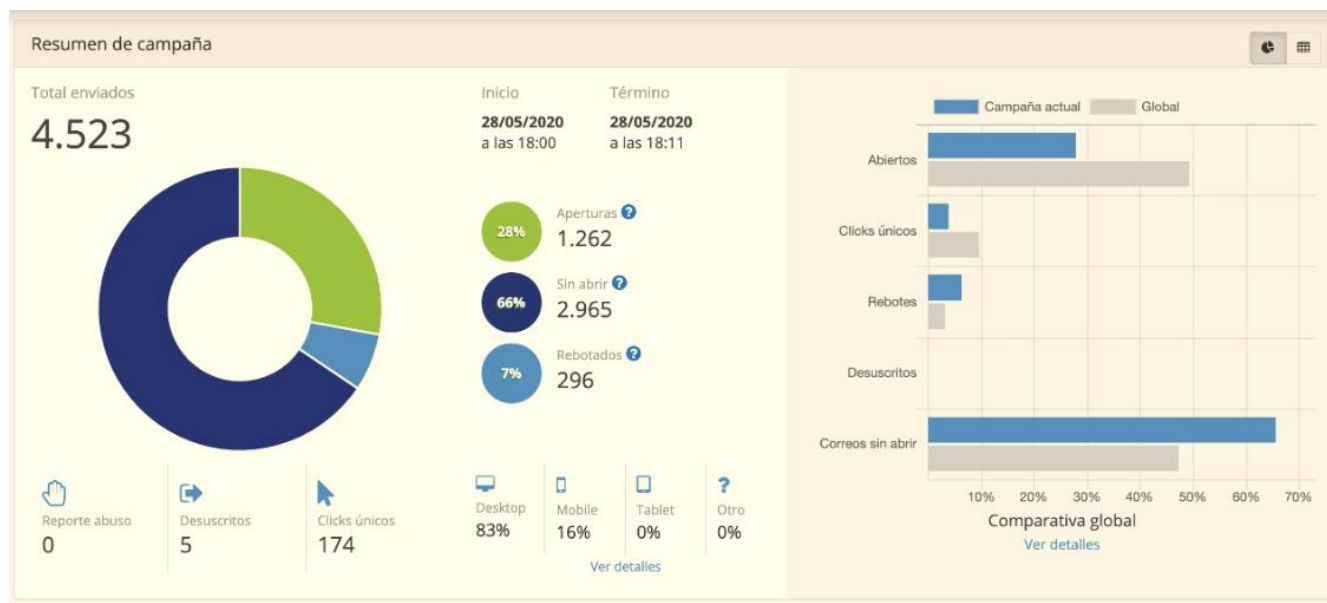 Resumen de campaña
Total enviados
4.523
Inicio
28/05/2020
a las 18:00
Término
28/05/2020
a las 18:11
28%
Aperturas ?
1.262
66%
Sin abrir ?
2.965
7%
Rebotados ?
296
Reporte abuso
0
Desuscritos
5
Clicks únicos
174
Desktop
83%
Mobile
16%
Tablet
0%
?
Otro
0%
Ver detalles
Campaña actual Global
Abiertos
Clicks únicos
Rebotes
Desuscritos
Correos sin abrir
10% 20% 30% 40% 50% 60% 70%
Comparativa global
Ver detalles